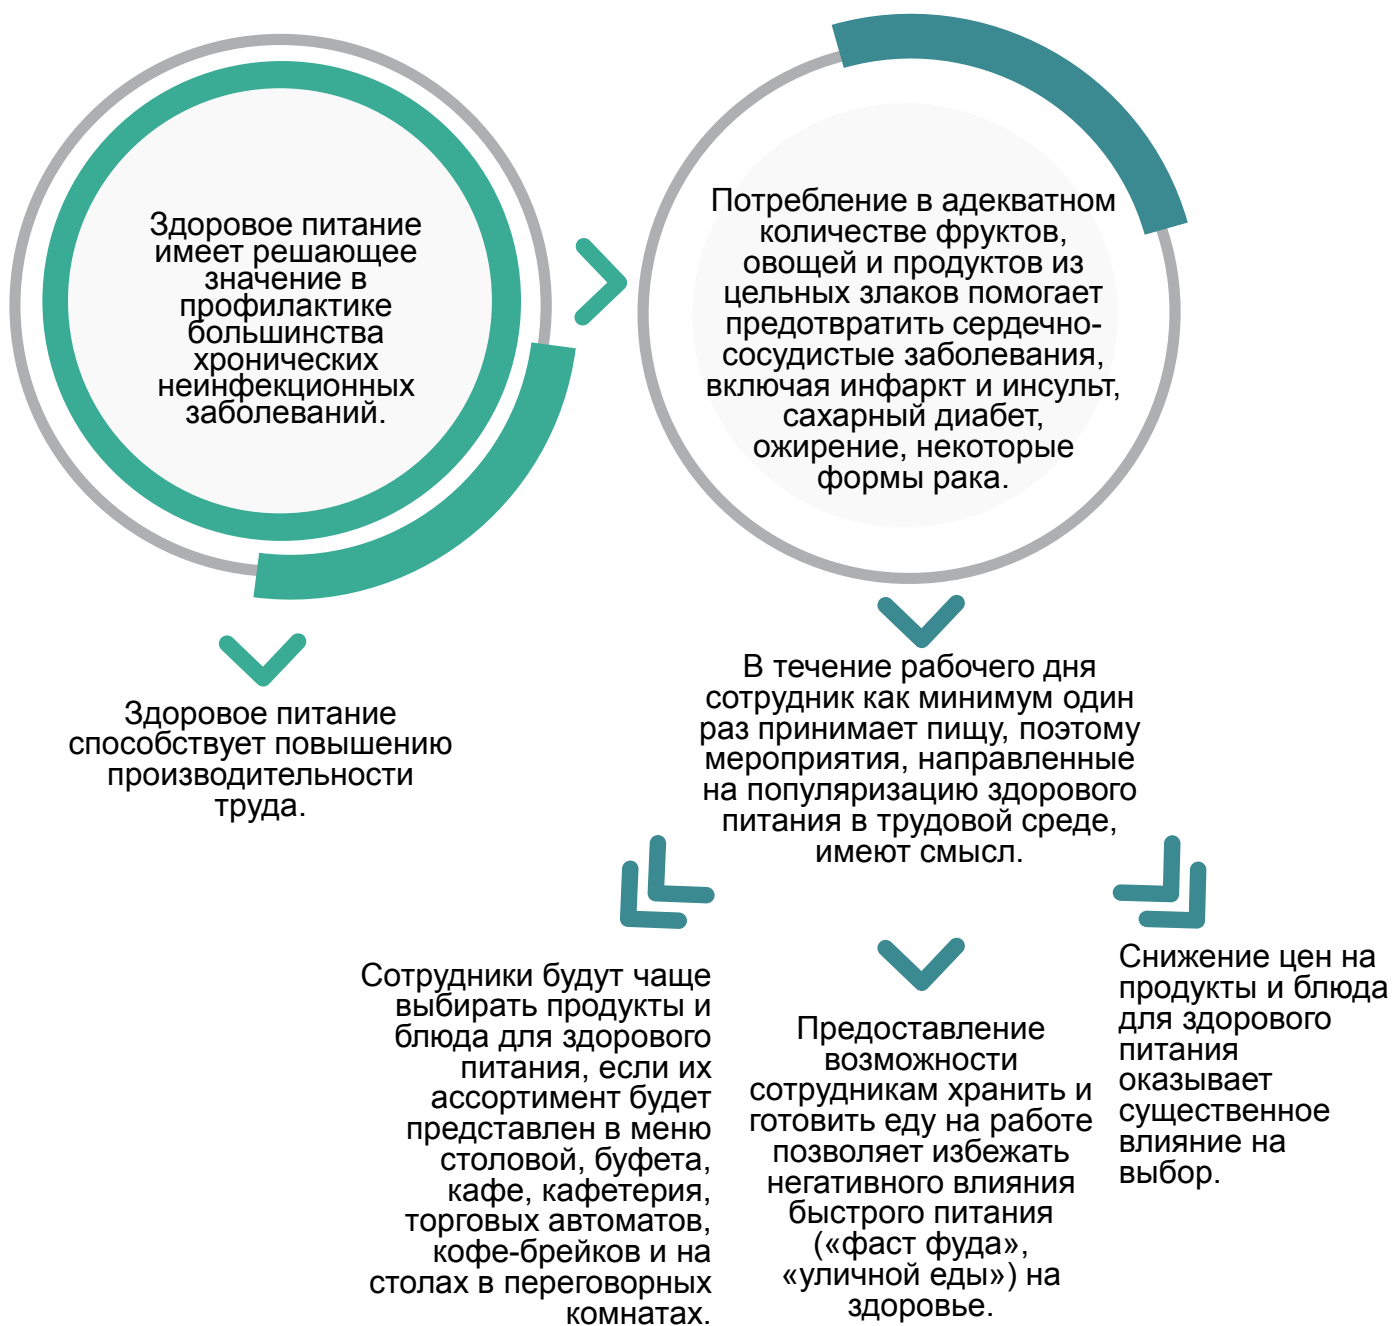 Здоровое питание
имеет решающее
значение в
профилактике
большинства
хронических
неинфекционных
заболеваний.
Потребление в адекватном
количестве фруктов,
овощей и продуктов из
цельных злаков помогает
предотвратить сердечно-
сосудистые заболевания,
включая инфаркт и инсульт,
сахарный диабет,
ожирение, некоторые
формы рака.
Здоровое питание
способствует повышению
производительности
труда.
В течение рабочего дня
сотрудник как минимум один
раз принимает пищу, поэтому
мероприятия, направленные
на популяризацию здорового
питания в трудовой среде,
имеют смысл.
Сотрудники будут чаще
выбирать продукты и
блюда для здорового
питания, если их
ассортимент будет
представлен в меню
столовой, буфета,
кафе, кафетерия,
торговых автоматов,
кофе-брейков и на
столах в переговорных
комнатах.
Предоставление
возможности
сотрудникам хранить и
готовить еду на работе
позволяет избежать
негативного влияния
быстрого питания
(«фаст фуда»,
«уличной еды») на
здоровье.
Снижение цен на
продукты и блюда
для здорового
питания
оказывает
существенное
влияние на
выбор.